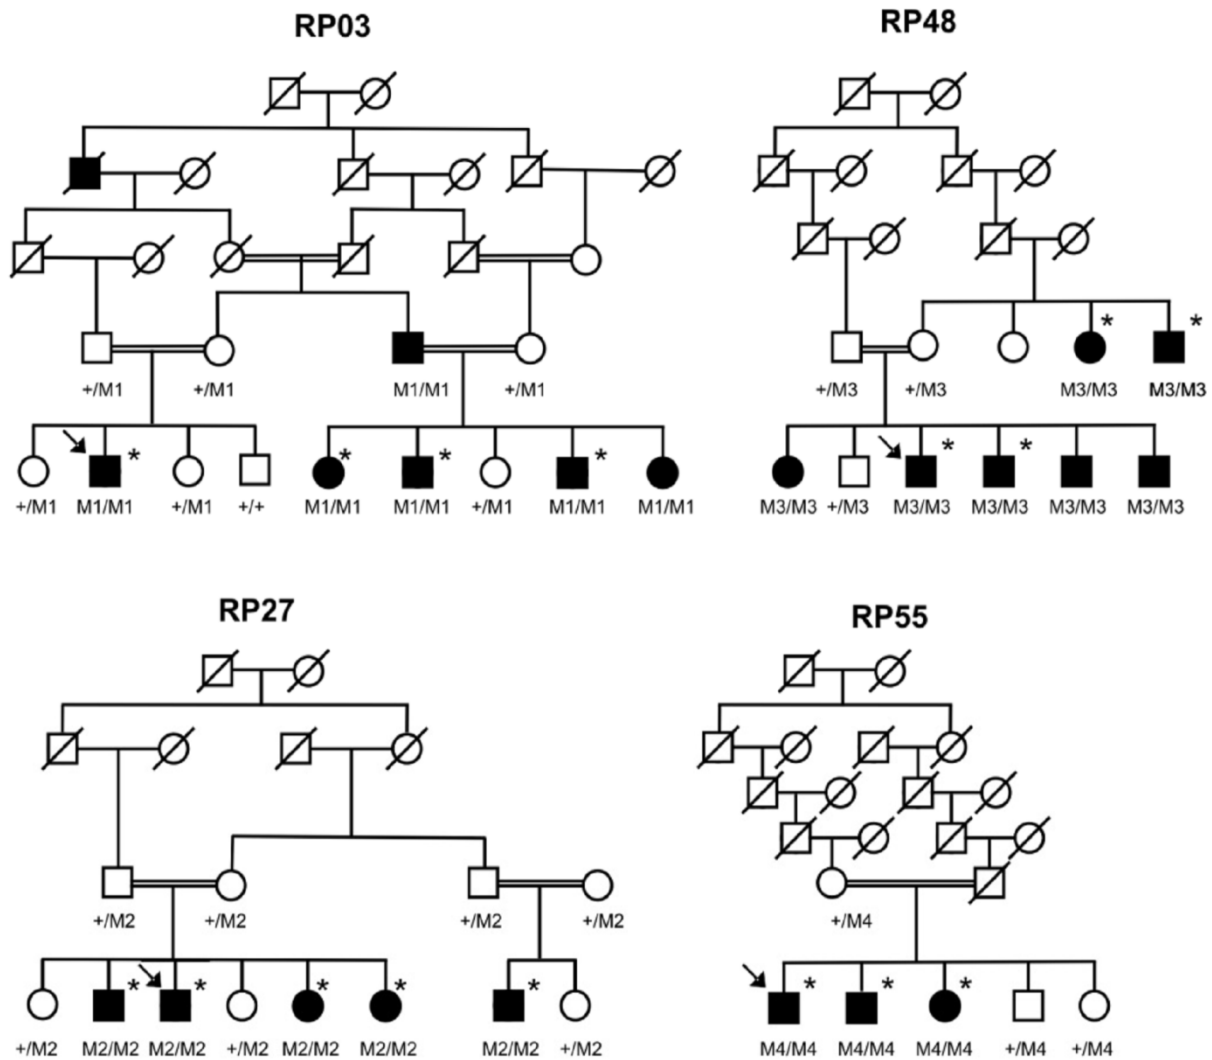 RP03
+/M1 +/M1 M1/M1 +/M1
* * * *
+/M1 M1/M1 +/M1 +/+ M1/M1 M1/M1 +/M1 M1/M1 M1/M1
RP48
* *
+/M3 +/M3 M3/M3 M3/M3
* *
M3/M3 +/M3 M3/M3 M3/M3 M3/M3 M3/M3
RP27
+/M2 +/M2 +/M2 +/M2
* * * * *
+/M2 M2/M2 M2/M2 +/M2 M2/M2 M2/M2 M2/M2 +/M2
RP55
+/M4
* * *
M4/M4 M4/M4 M4/M4 +/M4 +/M4